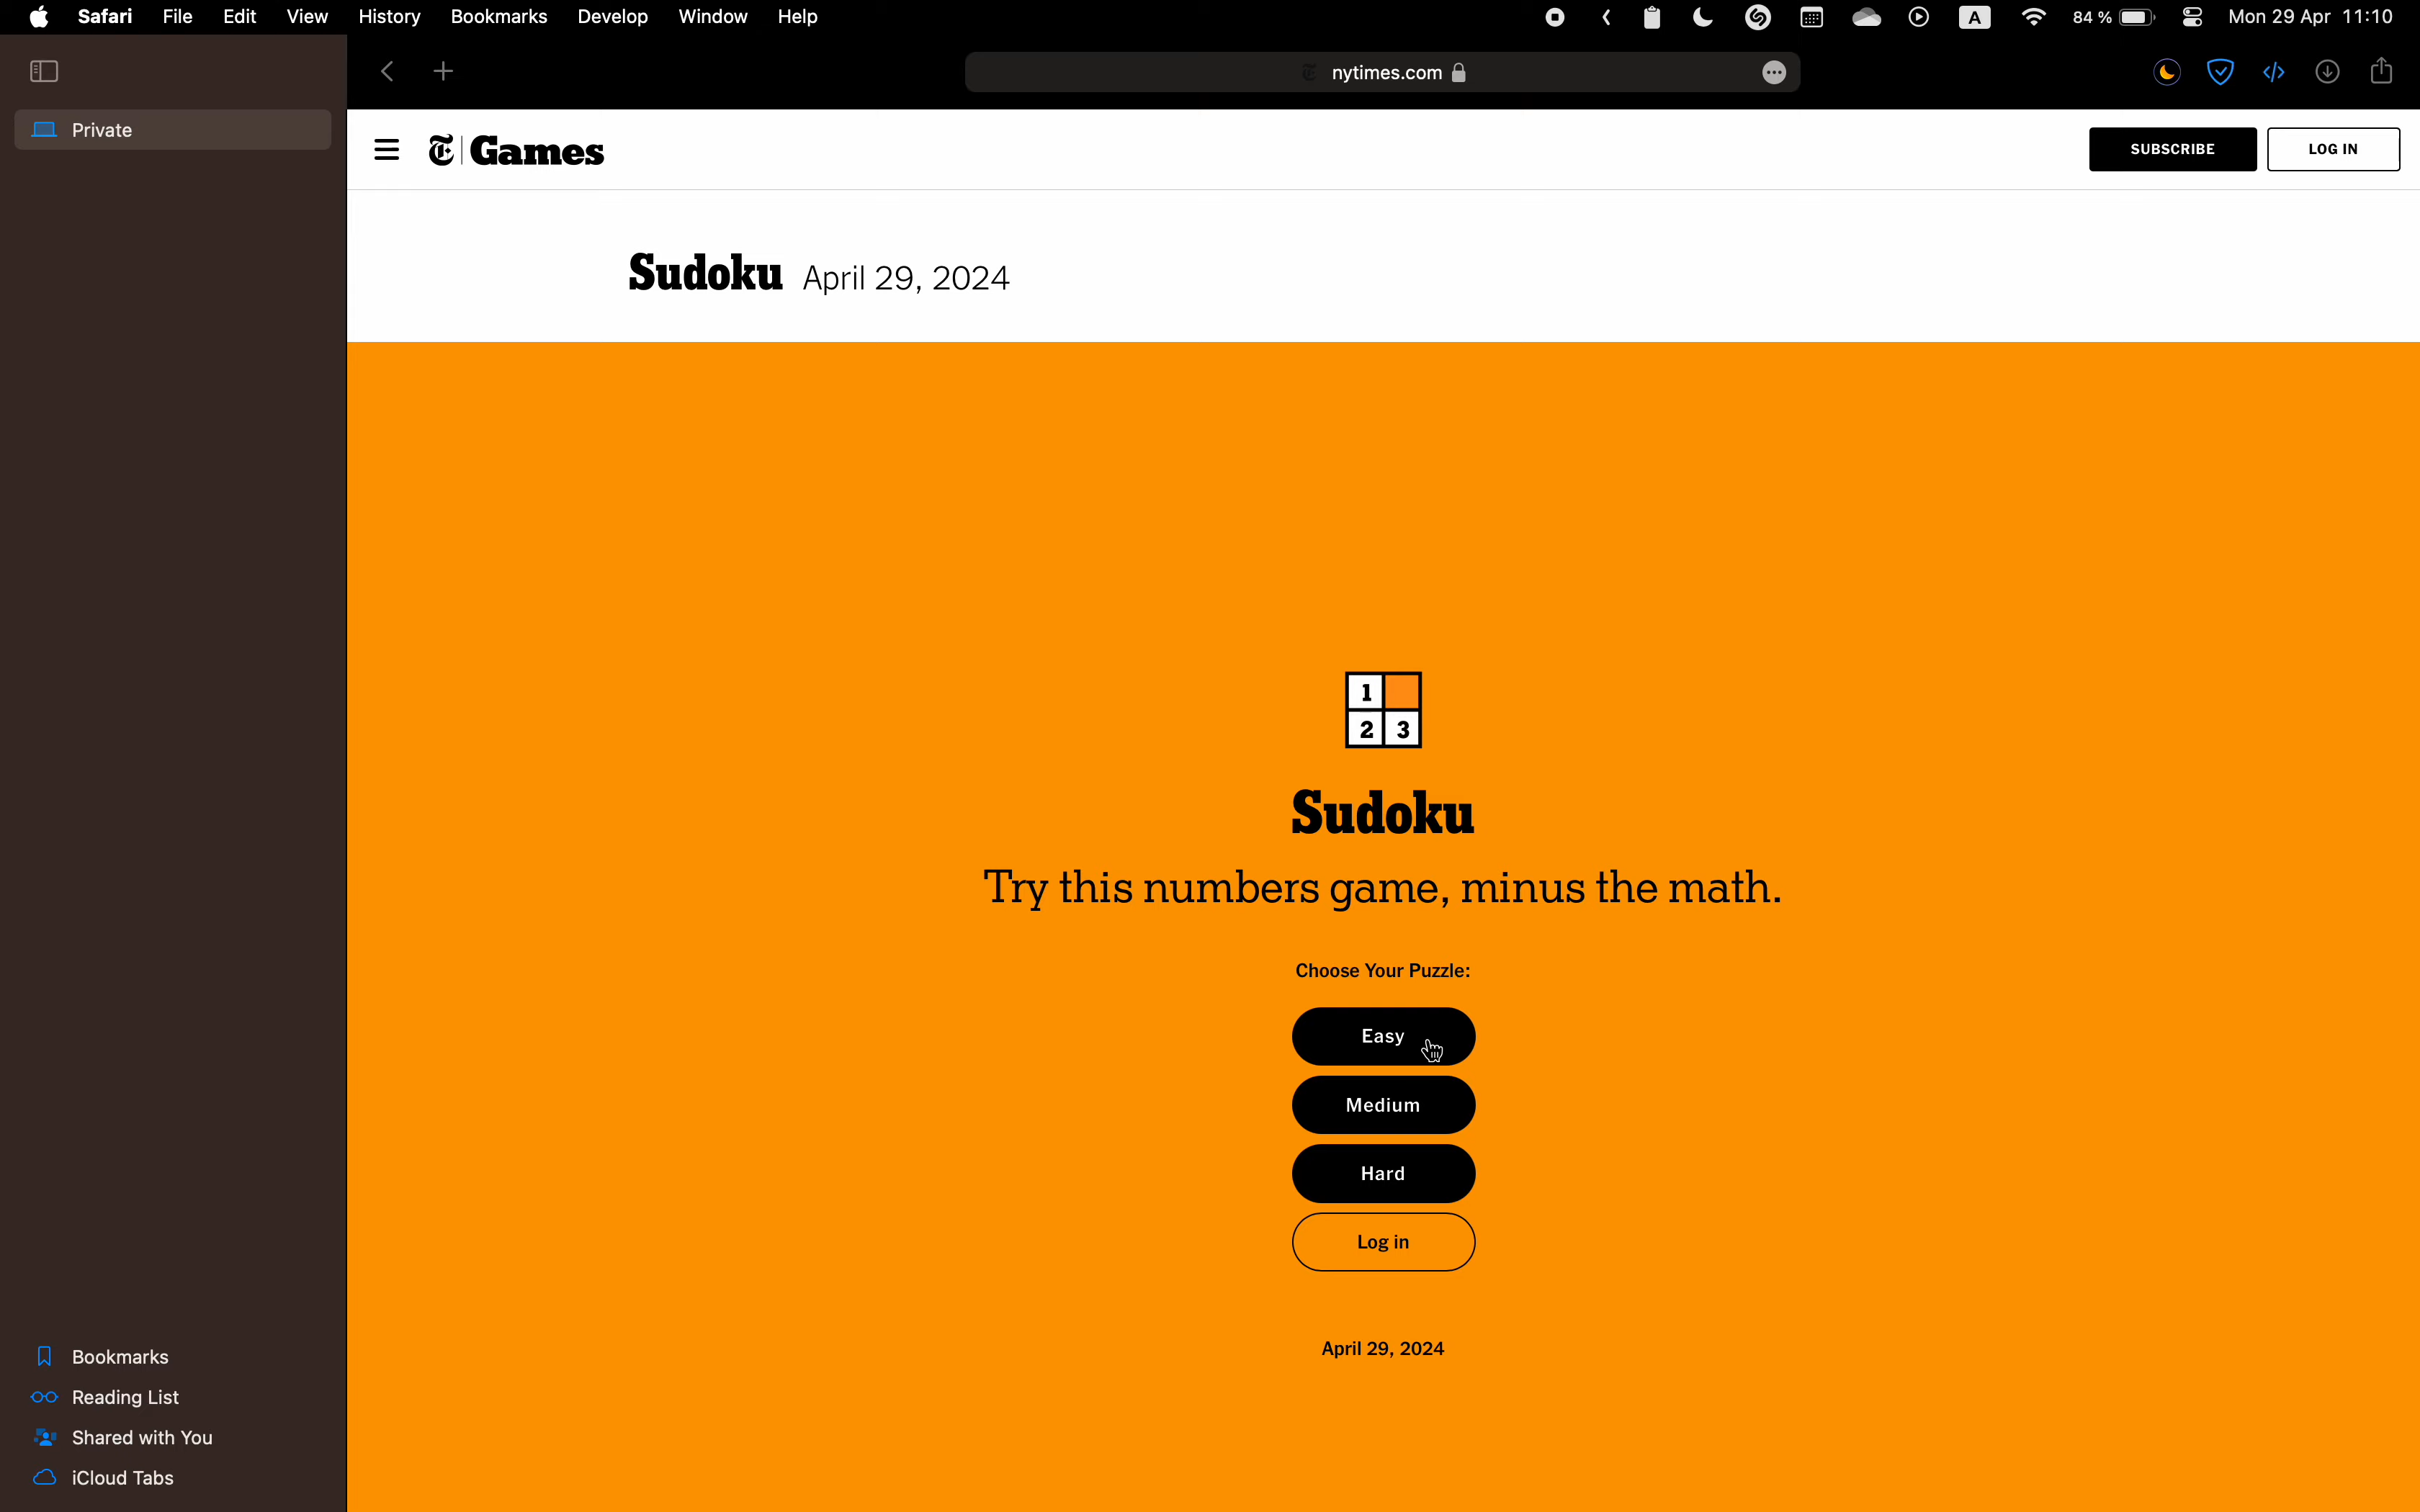 Safari File Edit View History Bookmarks Develop Window Help A 84 % Mon 29 Apr 11:10
nytimes.com
Private
T Games SUBSCRIBE LOG IN
Sudoku April 29, 2024
1
2 3
Sudoku
Try this numbers game, minus the math.
Choose Your Puzzle:
Easy
Medium
Hard
Log in
April 29, 2024
Bookmarks
Reading List
Shared with You
iCloud Tabs